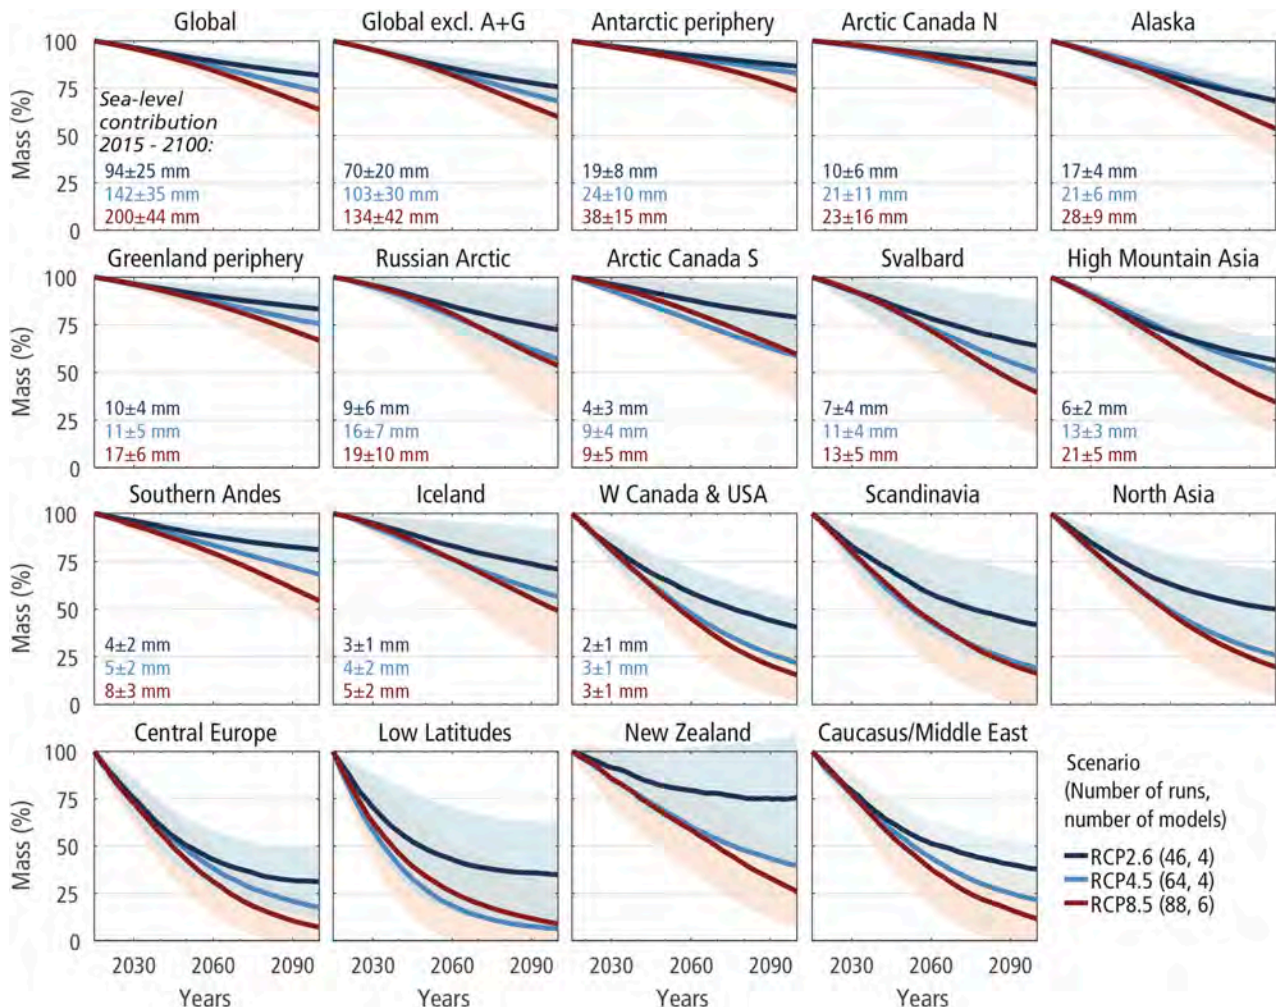 Global
Global excl. A+G
Antarctic periphery
Arctic Canada N
Alaska
Mass (%)
100
75
50
25
0
Sea-level
contribution
2015 - 2100:
94±25 mm
142±35 mm
200±44 mm
70±20 mm
103±30 mm
134±42 mm
19±8 mm
24±10 mm
38±15 mm
10±6 mm
21±11 mm
23±16 mm
17±4 mm
21±6 mm
28±9 mm
Greenland periphery
Russian Arctic
Arctic Canada S
Svalbard
High Mountain Asia
Mass (%)
100
75
50
25
0
10±4 mm
11±5 mm
17±6 mm
9±6 mm
16±7 mm
19±10 mm
4±3 mm
9±4 mm
9±5 mm
7±4 mm
11±4 mm
13±5 mm
6±2 mm
13±3 mm
21±5 mm
Southern Andes
Iceland
W Canada & USA
Scandinavia
North Asia
Mass (%)
100
75
50
25
0
4±2 mm
5±2 mm
8±3 mm
3±1 mm
4±2 mm
5±2 mm
2±1 mm
3±1 mm
3±1 mm
Central Europe
Low Latitudes
New Zealand
Caucasus/Middle East
Mass (%)
100
75
50
25
0
2030 2060 2090
2030 2060 2090
2030 2060 2090
2030 2060 2090
Years
Years
Years
Years
Scenario
(Number of runs,
number of models)
RCP2.6 (46, 4)
RCP4.5 (64, 4)
RCP8.5 (88, 6)